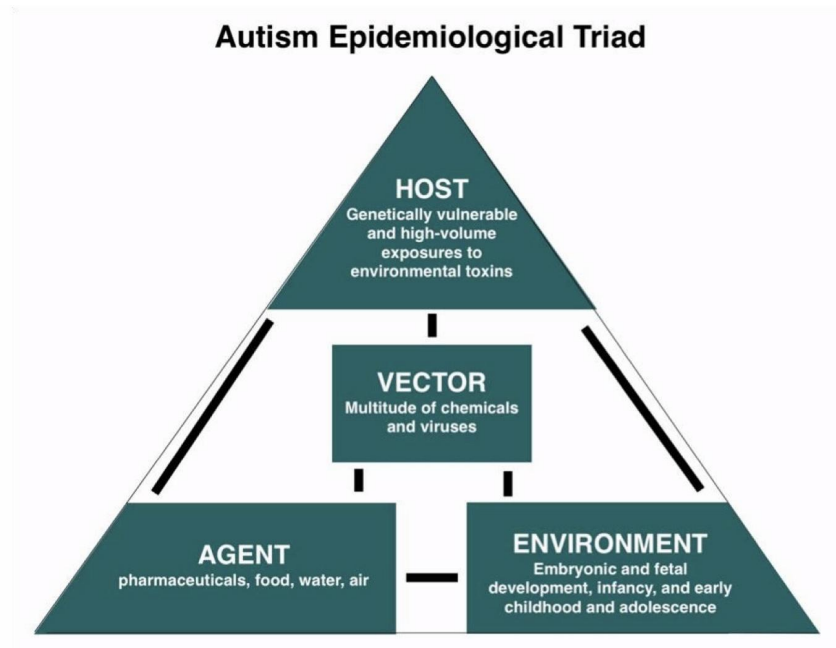 Autism Epidemiological Triad
HOST
Genetically vulnerable
and high-volume
exposures to
environmental toxins
VECTOR
Multitude of chemicals
and viruses
AGENT
pharmaceuticals, food, water, air
ENVIRONMENT
Embryonic and fetal
development, infancy, and early
childhood and adolescence